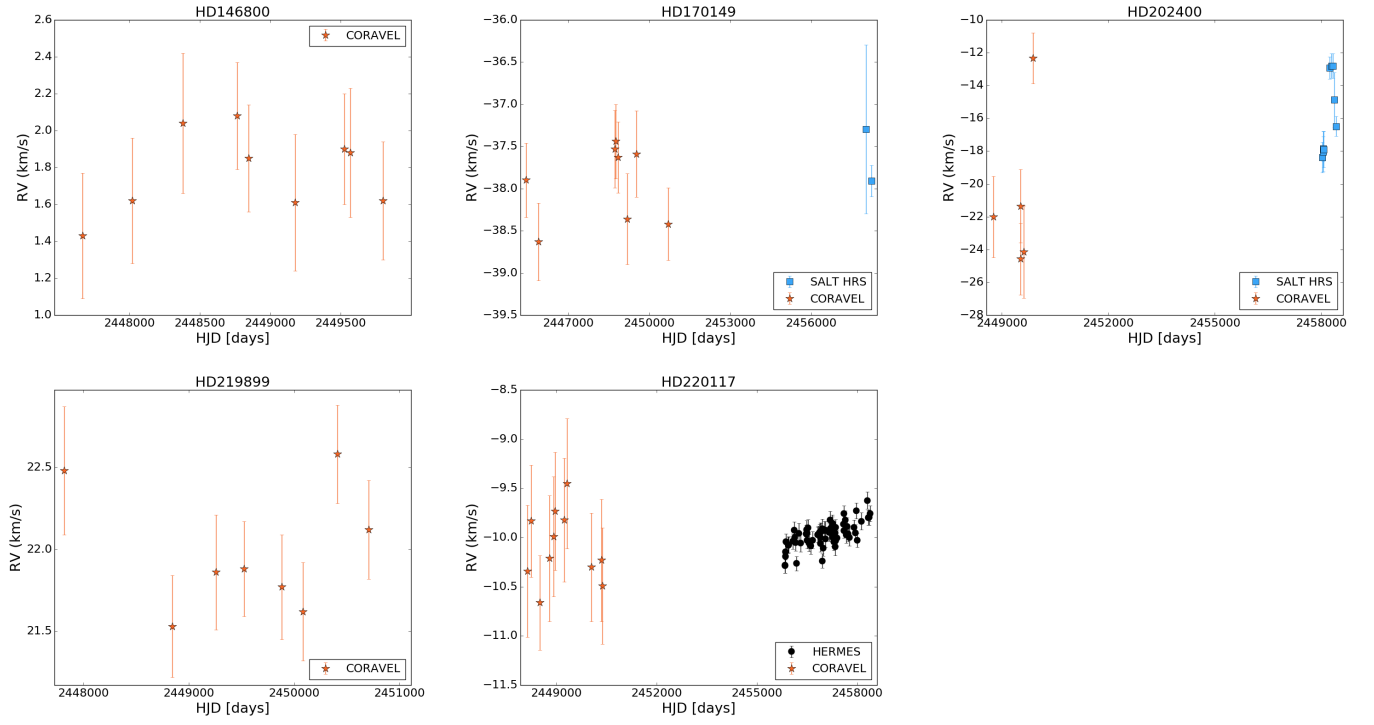 HD146800
RV (km/s)
2.6
2.4
2.2
2.0
1.8
1.6
1.4
1.2
1.0
CORAVEL
2448000
2448500
2449000
2449500
HJD [days]
HD170149
RV (km/s)
−36.0
−36.5
−37.0
−37.5
−38.0
−38.5
−39.0
−39.5
SALT HRS
CORAVEL
2447000
2450000
2453000
2456000
HJD [days]
HD202400
RV (km/s)
−10
−12
−14
−16
−18
−20
−22
−24
−26
−28
SALT HRS
CORAVEL
2449000
2452000
2455000
2458000
HJD [days]
HD219899
RV (km/s)
22.5
22.0
21.5
CORAVEL
2448000
2449000
2450000
2451000
HJD [days]
HD220117
RV (km/s)
−8.5
−9.0
−9.5
−10.0
−10.5
−11.0
−11.5
HERMES
CORAVEL
2449000
2452000
2455000
2458000
HJD [days]